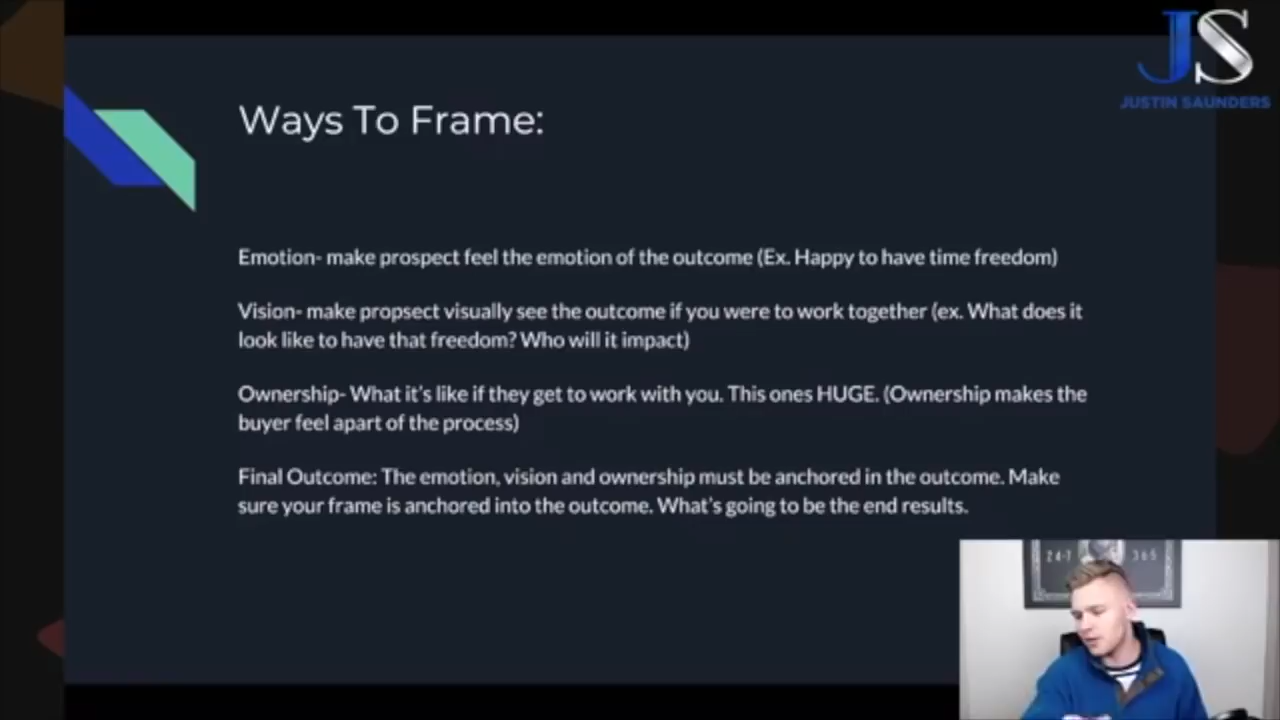 JS
JUSTIN SAUNDERS
Ways To Frame:
Emotion- make prospect feel the emotion of the outcome (Ex. Happy to have time freedom)
Vision- make propsect visually see the outcome if you were to work together (ex. What does it
look like to have that freedom? Who will it impact)
Ownership- What it's like if they get to work with you. This ones HUGE. (Ownership makes the
buyer feel apart of the process)
Final Outcome: The emotion, vision and ownership must be anchored in the outcome. Make
sure your frame is anchored into the outcome. What's going to be the end results.
24-7 365